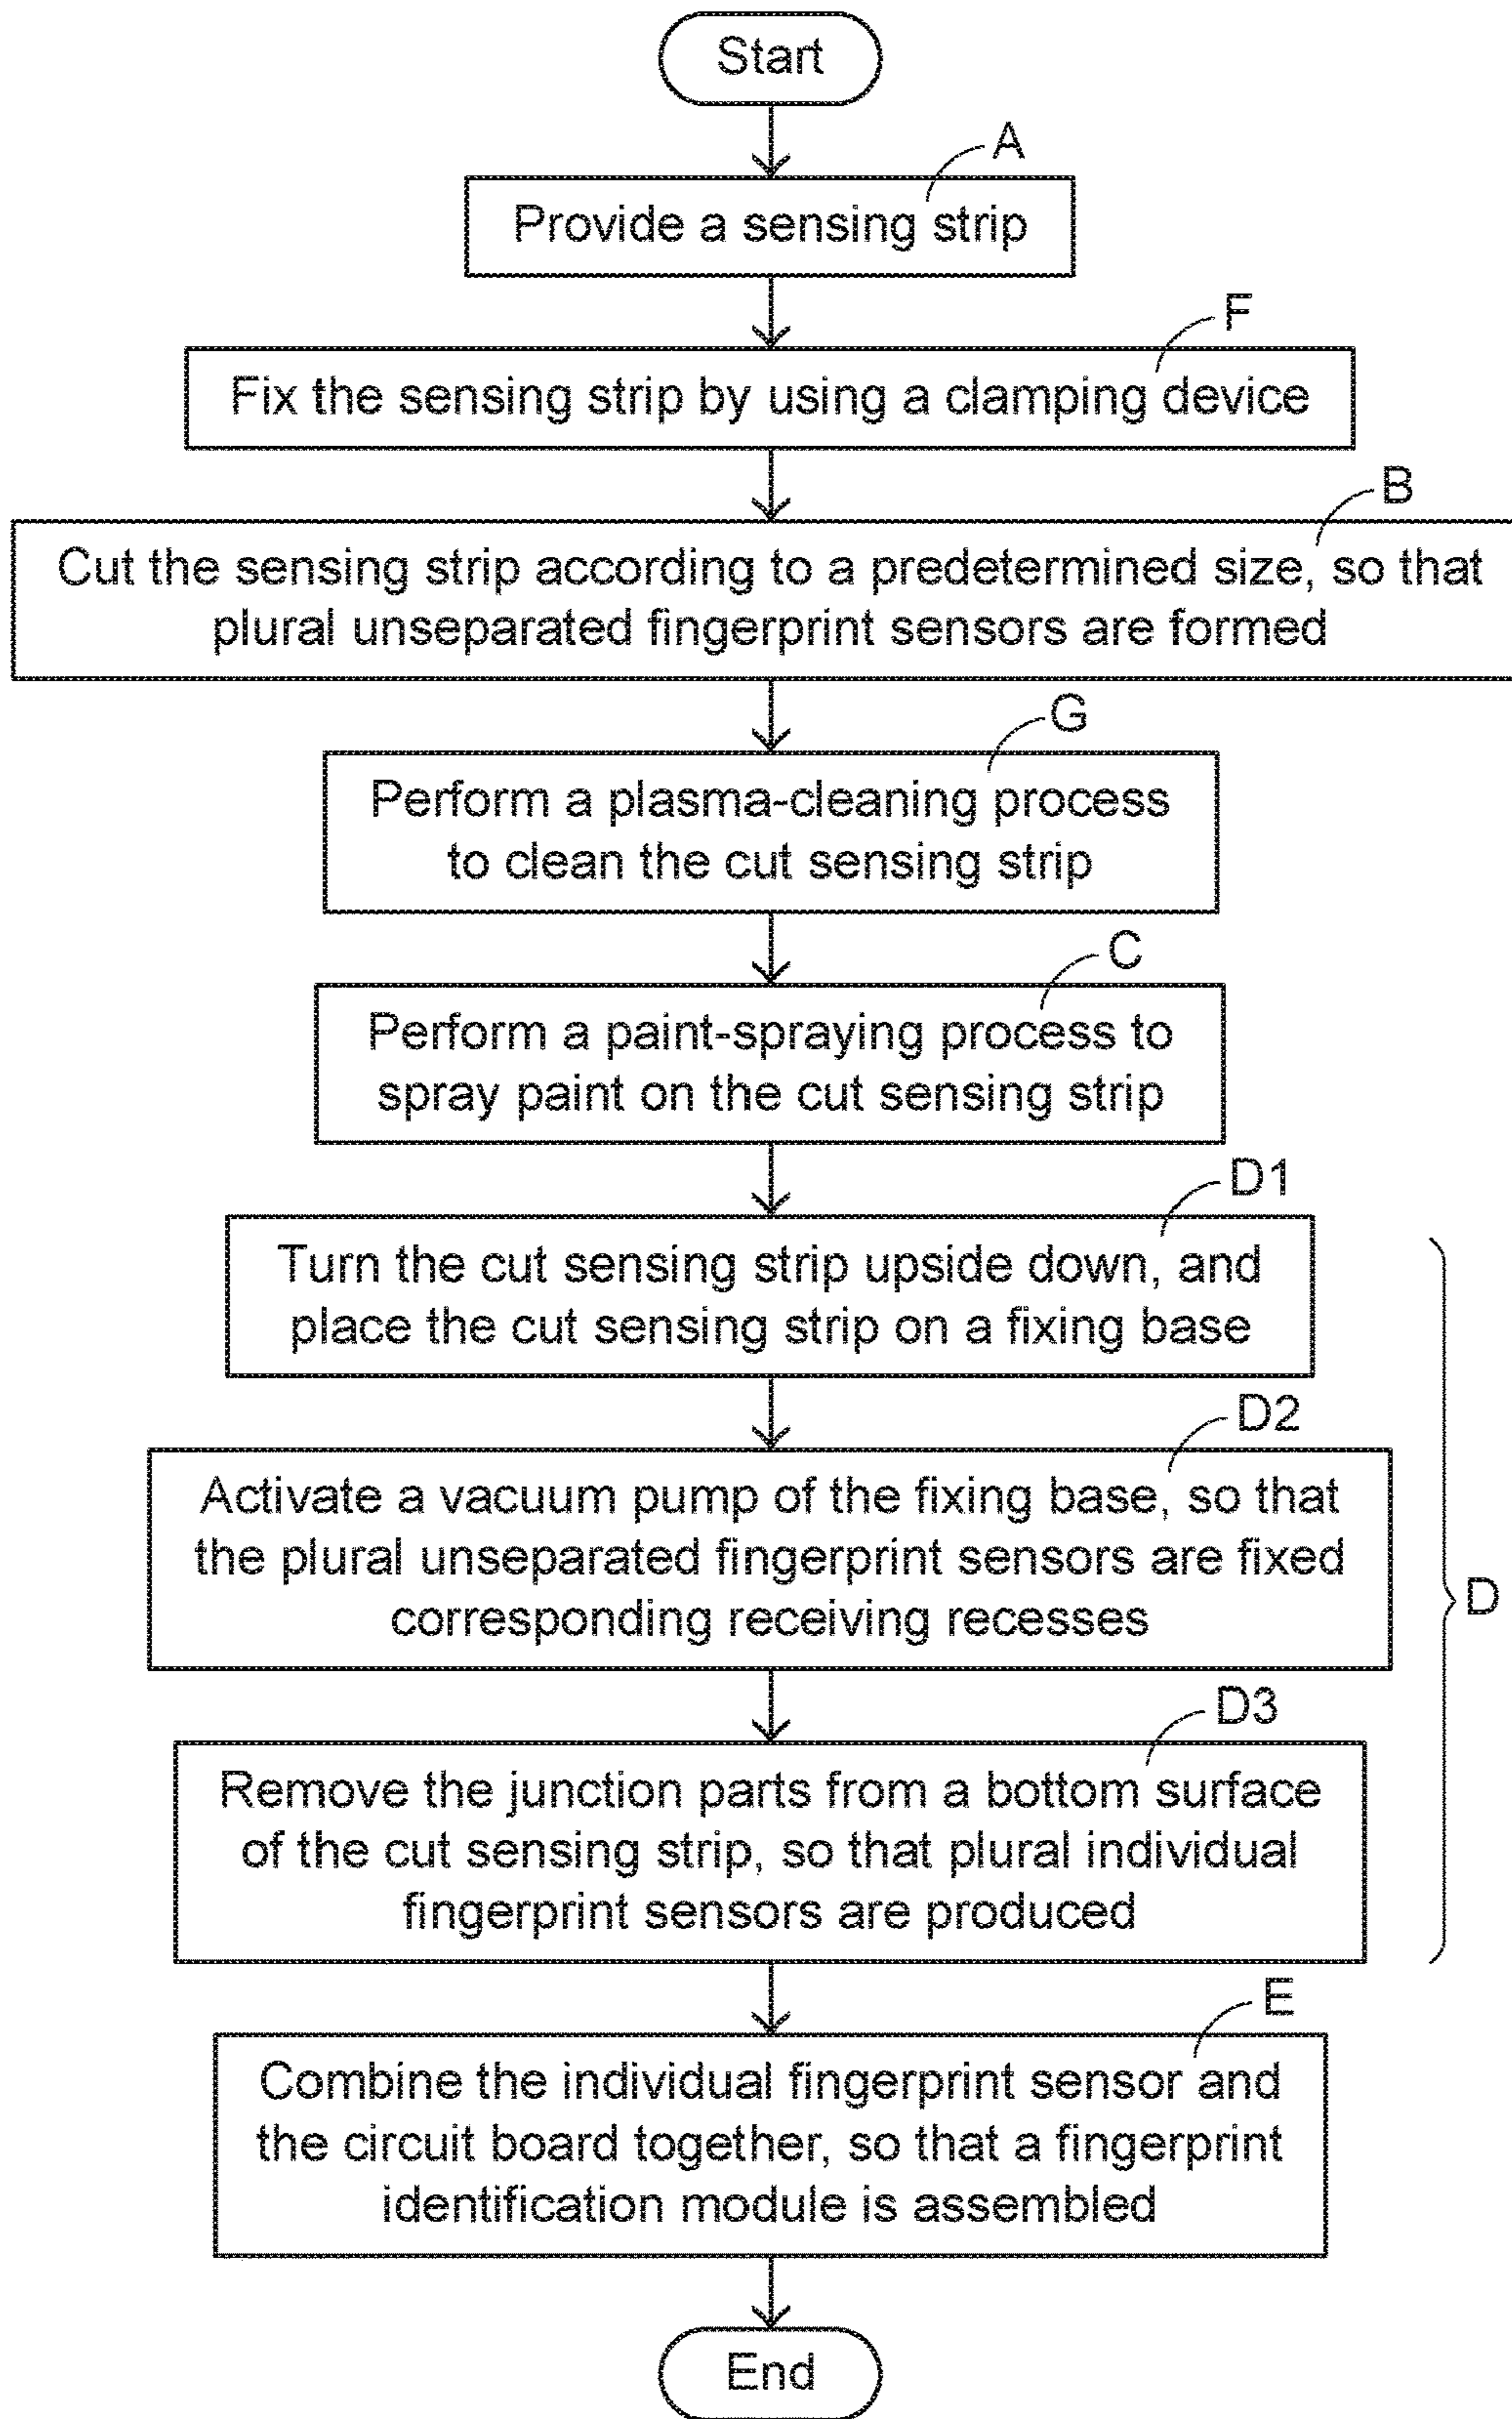 Start
A
Provide a sensing strip
F
Fix the sensing strip by using a clamping device
B
Cut the sensing strip according to a predetermined size, so that
plural unseparated fingerprint sensors are formed
G
Perform a plasma-cleaning process
to clean the cut sensing strip
C
Perform a paint-spraying process to
spray paint on the cut sensing strip
D1
Turn the cut sensing strip upside down, and
place the cut sensing strip on a fixing base
D2
Activate a vacuum pump of the fixing base, so that
the plural unseparated fingerprint sensors are fixed
corresponding receiving recesses
D
D3
Remove the junction parts from a bottom surface
of the cut sensing strip, so that plural individual
fingerprint sensors are produced
E
Combine the individual fingerprint sensor and
the circuit board together, so that a fingerprint
identification module is assembled
End